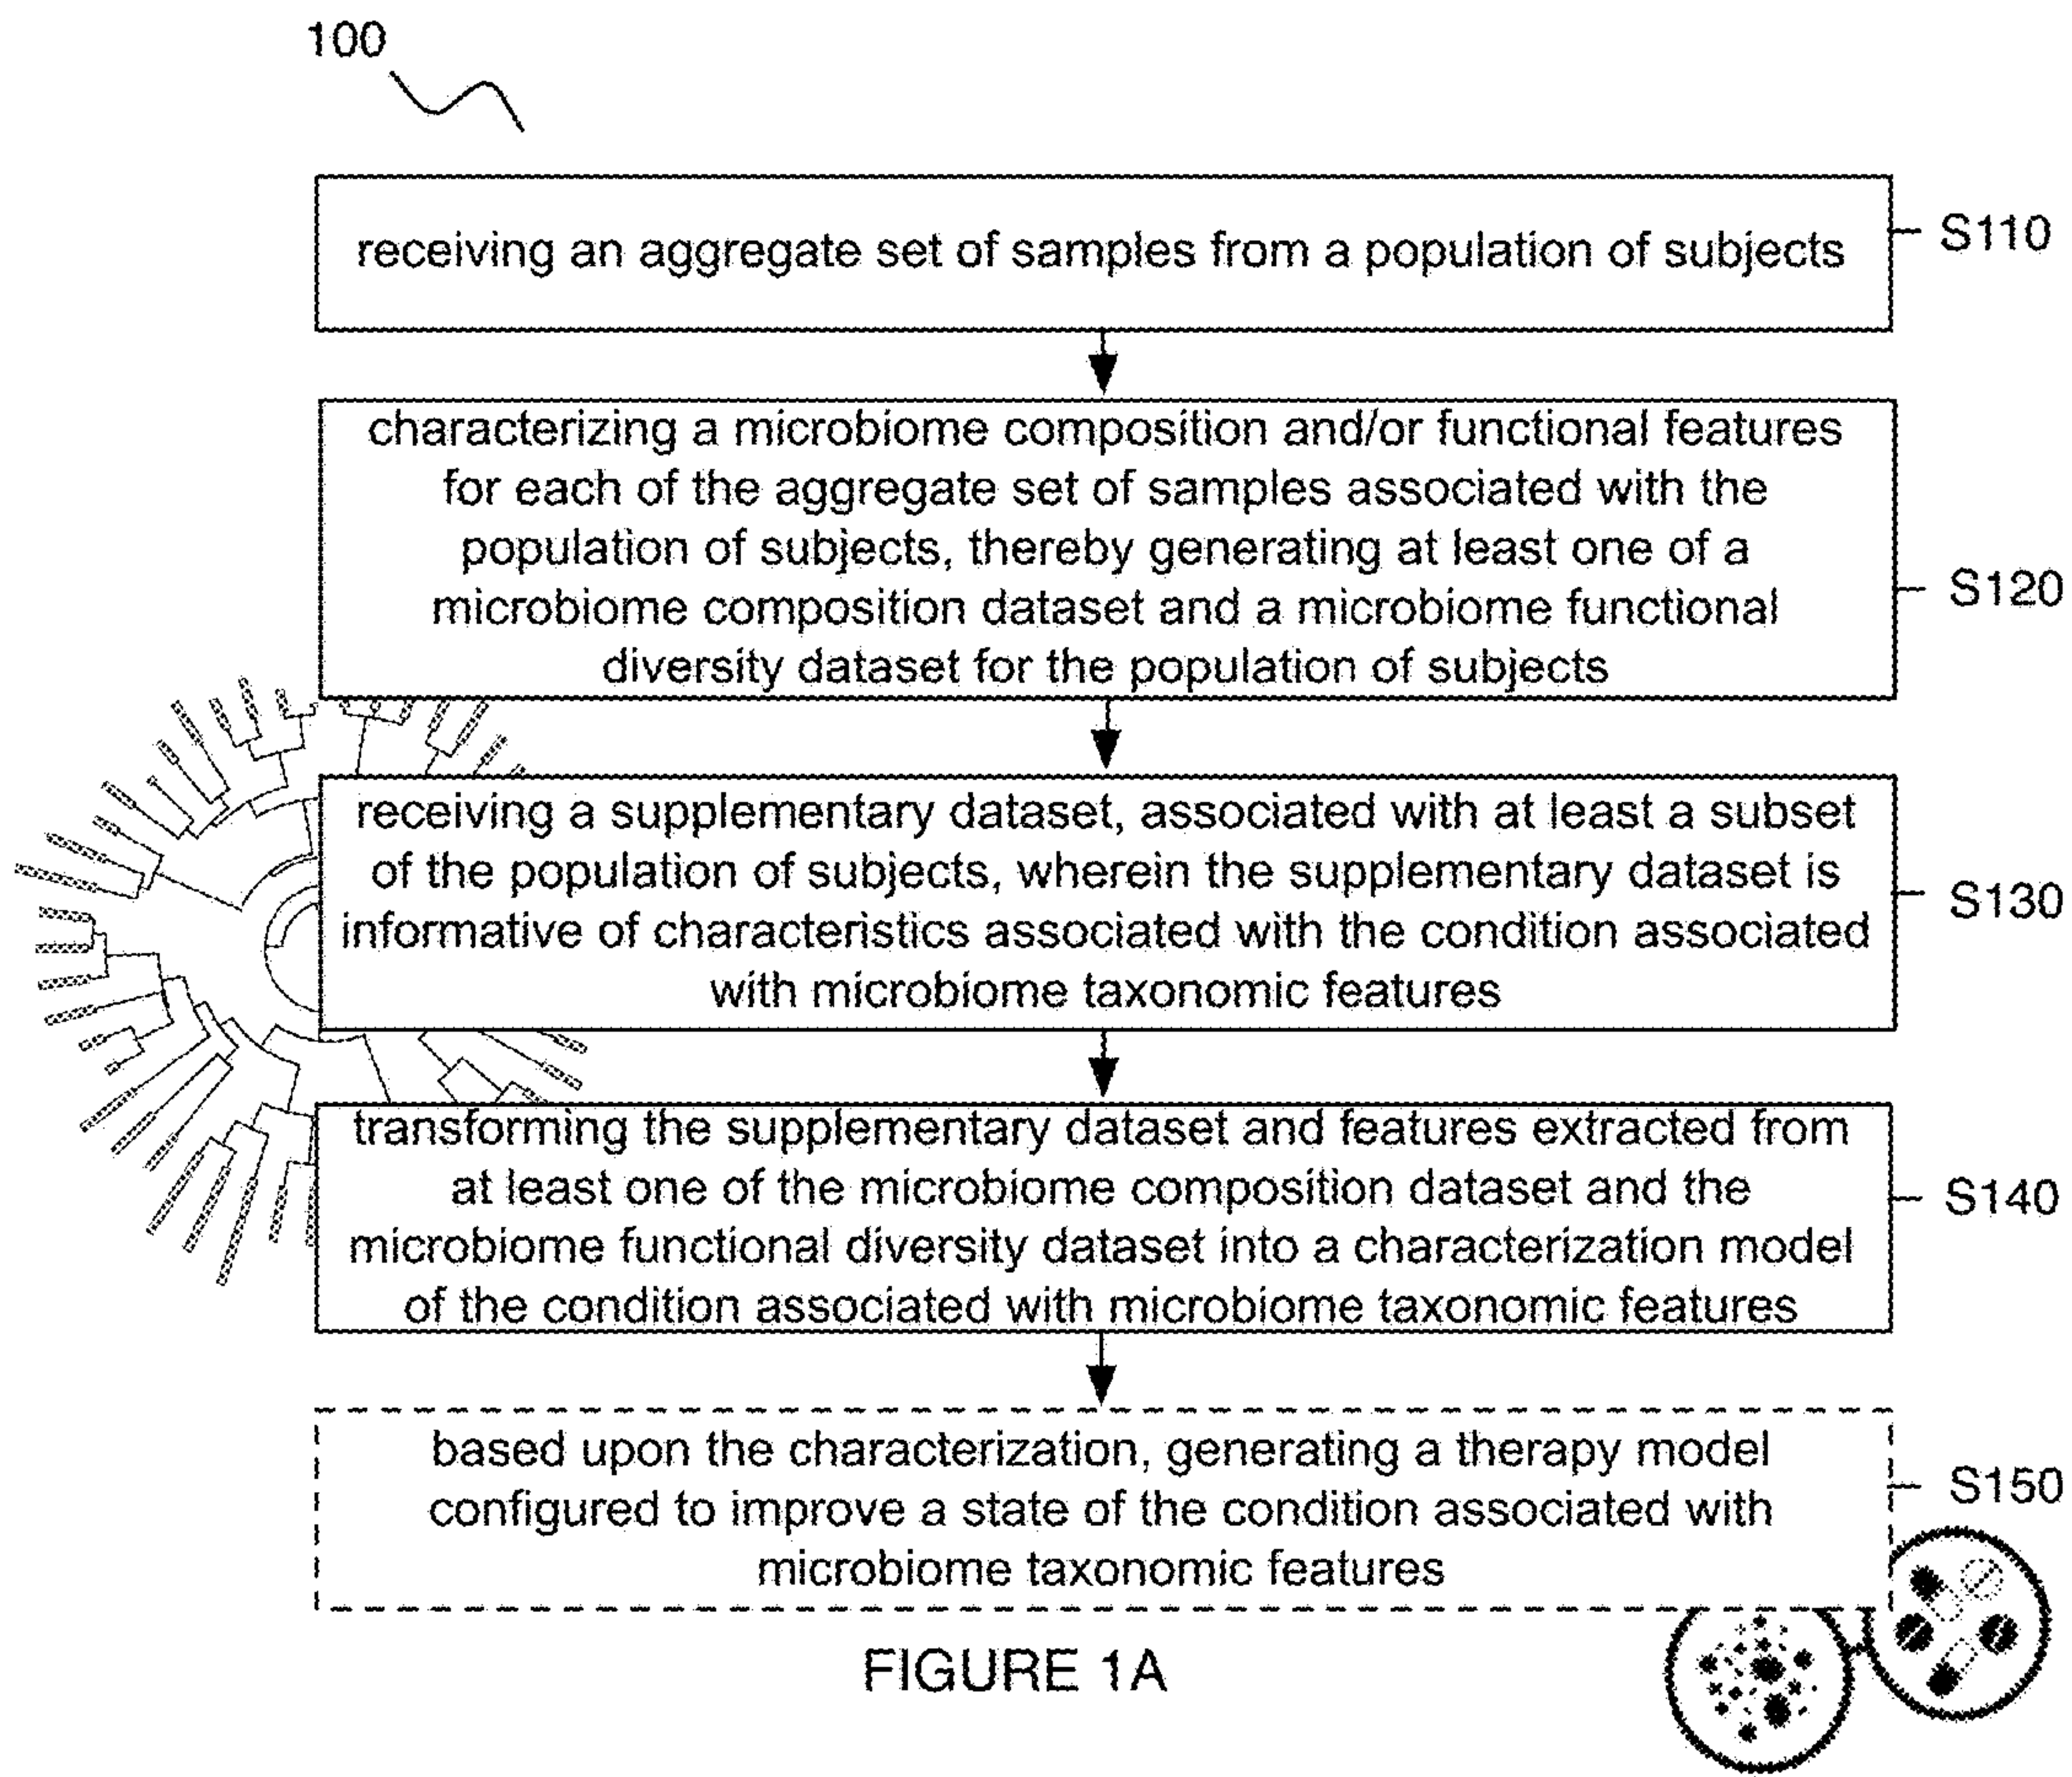 100
receiving an aggregate set of samples from a population of subjects
S110
characterizing a microbiome composition and/or functional features
for each of the aggregate set of samples associated with the
population of subjects, thereby generating at least one of a
microbiome composition dataset and a microbiome functional
diversity dataset for the population of subjects
S120
receiving a supplementary dataset, associated with at least a subset
of the population of subjects, wherein the supplementary dataset is
informative of characteristics associated with the condition associated
with microbiome taxonomic features
S130
transforming the supplementary dataset and features extracted from
at least one of the microbiome composition dataset and the
microbiome functional diversity dataset into a characterization model
of the condition associated with microbiome taxonomic features
S140
based upon the characterization, generating a therapy model
configured to improve a state of the condition associated with
microbiome taxonomic features
S150
FIGURE 1A